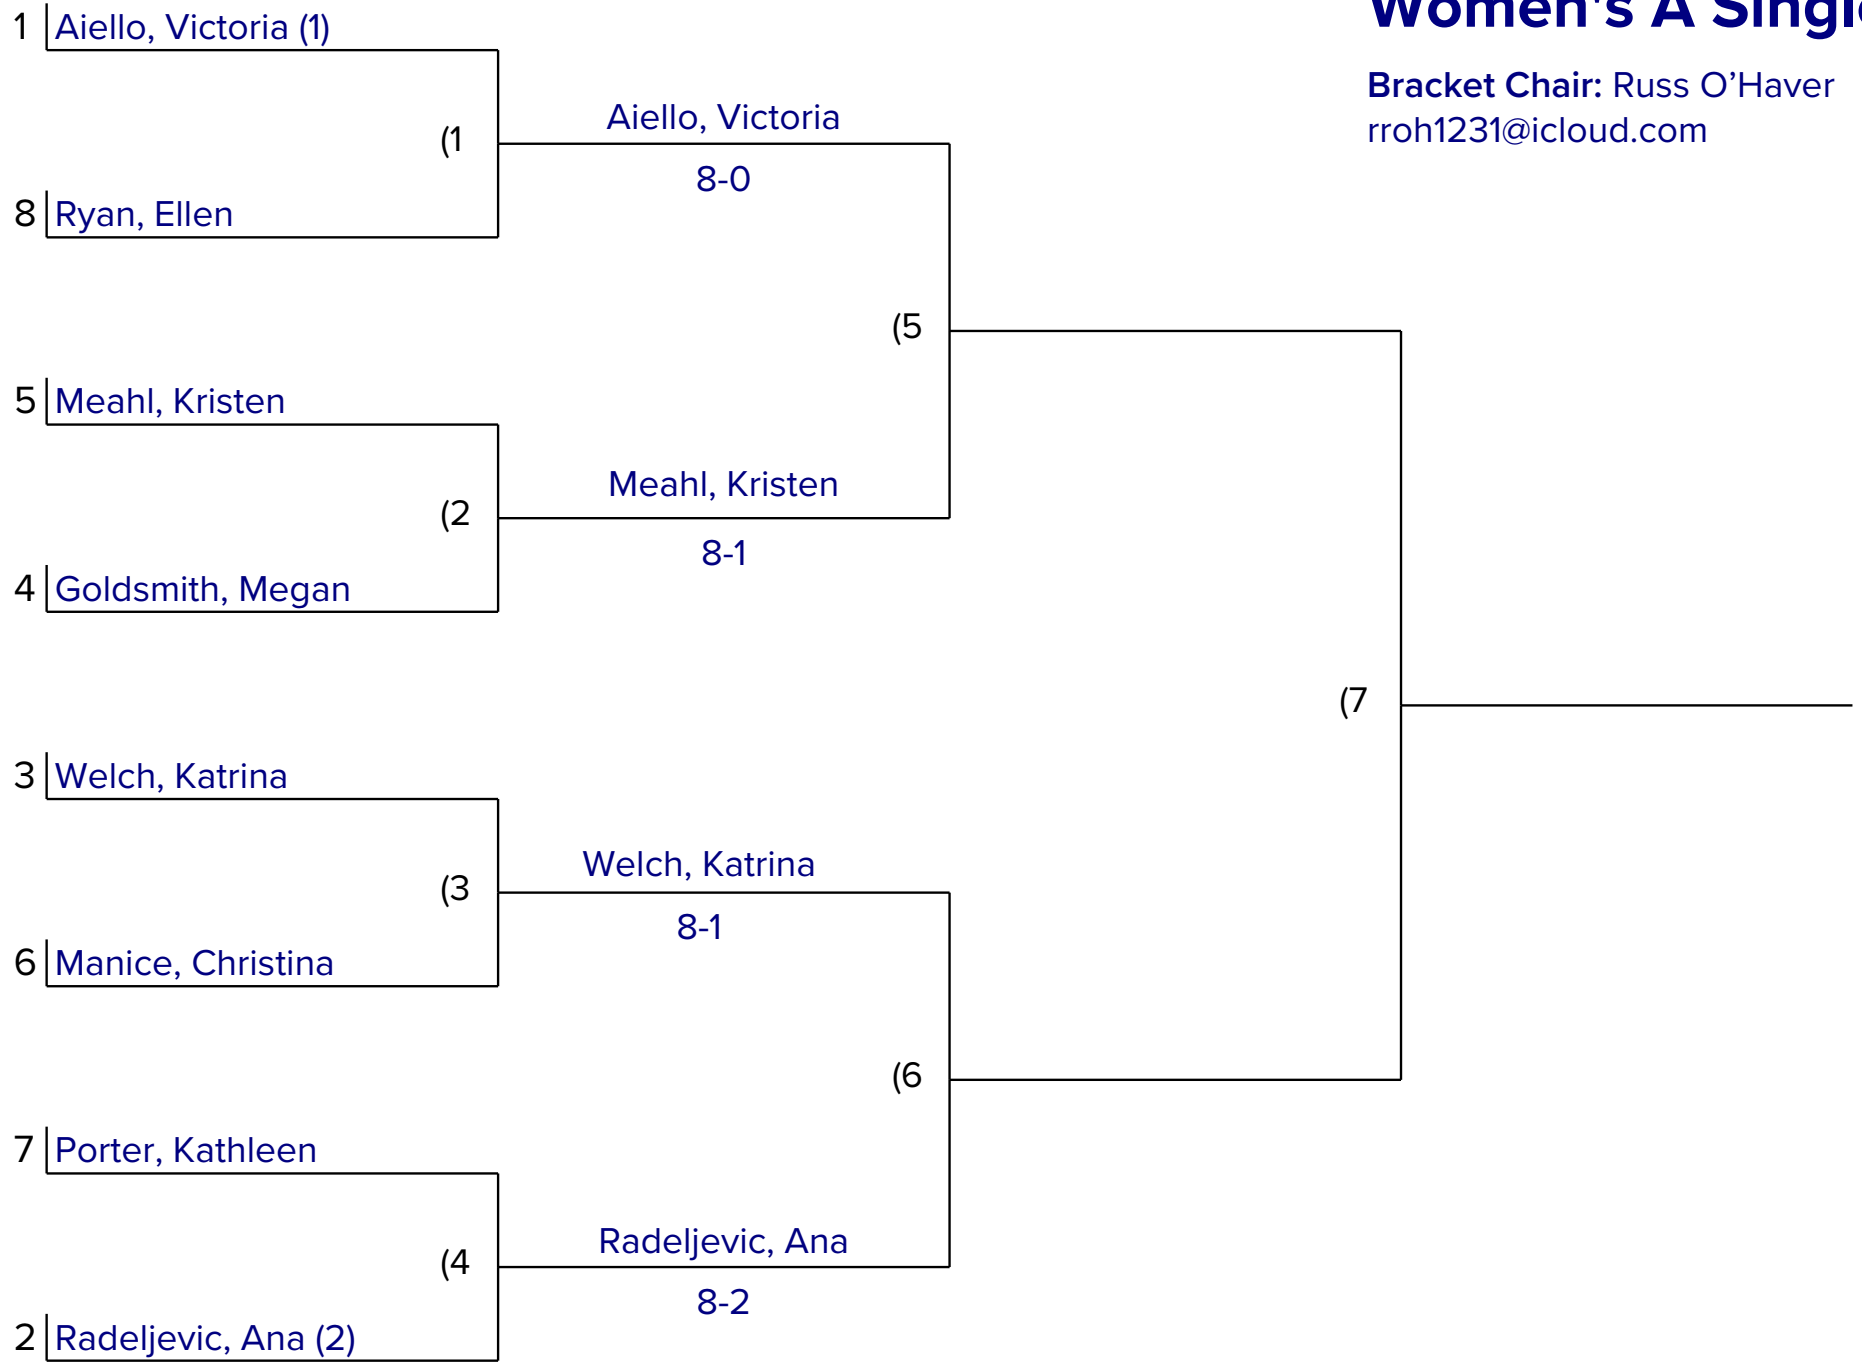 Women's A Singl
Bracket Chair: Russ O'Haver
rroh1231@icloud.com
1 Aiello, Victoria (1)
(1
Aiello, Victoria
8-0
8 Ryan, Ellen
(5
5 Meahl, Kristen
(2
Meahl, Kristen
8-1
4 Goldsmith, Megan
(7
3 Welch, Katrina
(3
Welch, Katrina
8-1
6 Manice, Christina
(6
7 Porter, Kathleen
(4
Radeljevic, Ana
8-2
2 Radeljevic, Ana (2)